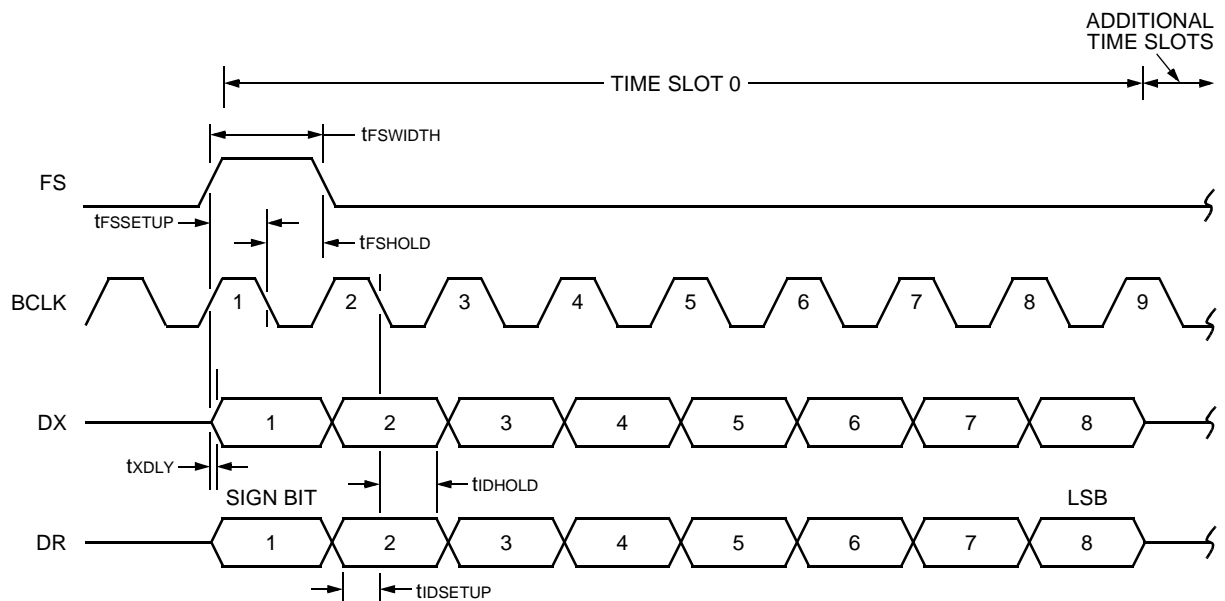 ADDITIONAL
TIME SLOTS
TIME SLOT 0
tFSWIDTH
FS
tFSSETUP
tFSHOLD
BCLK 1 2 3 4 5 6 7 8 9
DX 1 2 3 4 5 6 7 8
tXDLY
tIDHOLD
SIGN BIT LSB
DR 1 2 3 4 5 6 7 8
tIDSETUP